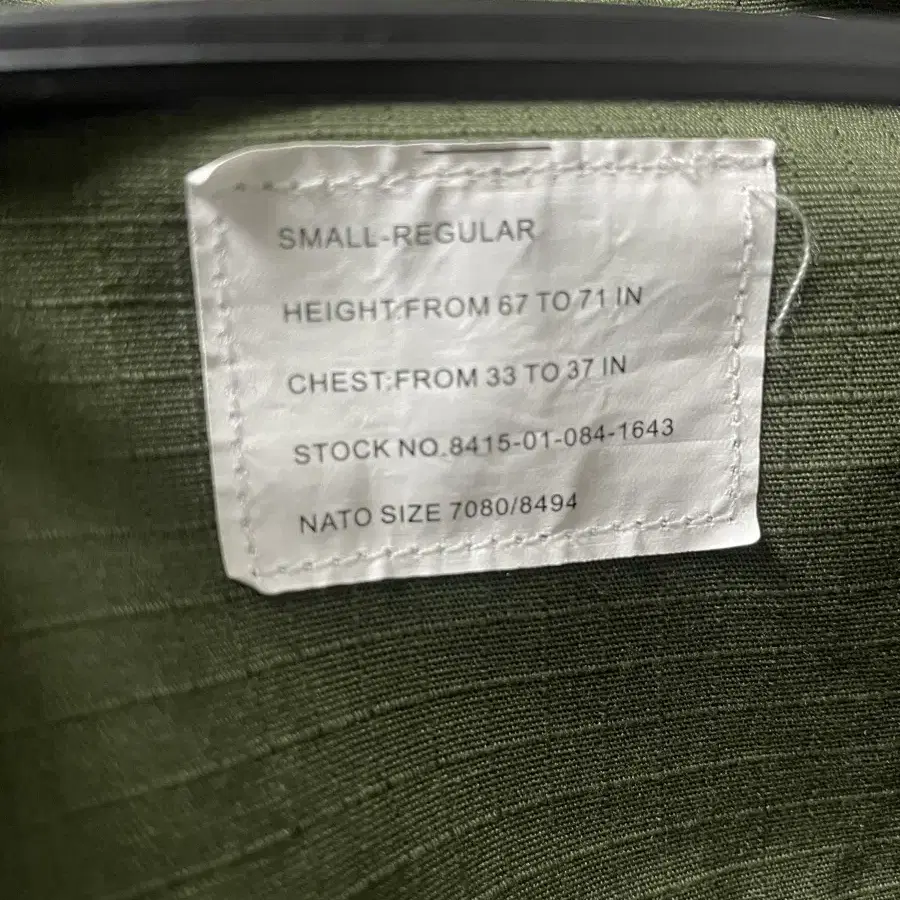 SMALL-REGULAR
HEIGHT:FROM 67 TO 71 IN
CHEST:FROM 33 TO 37 IN
STOCK NO.8415-01-084-1643
NATO SIZE 7080/8494